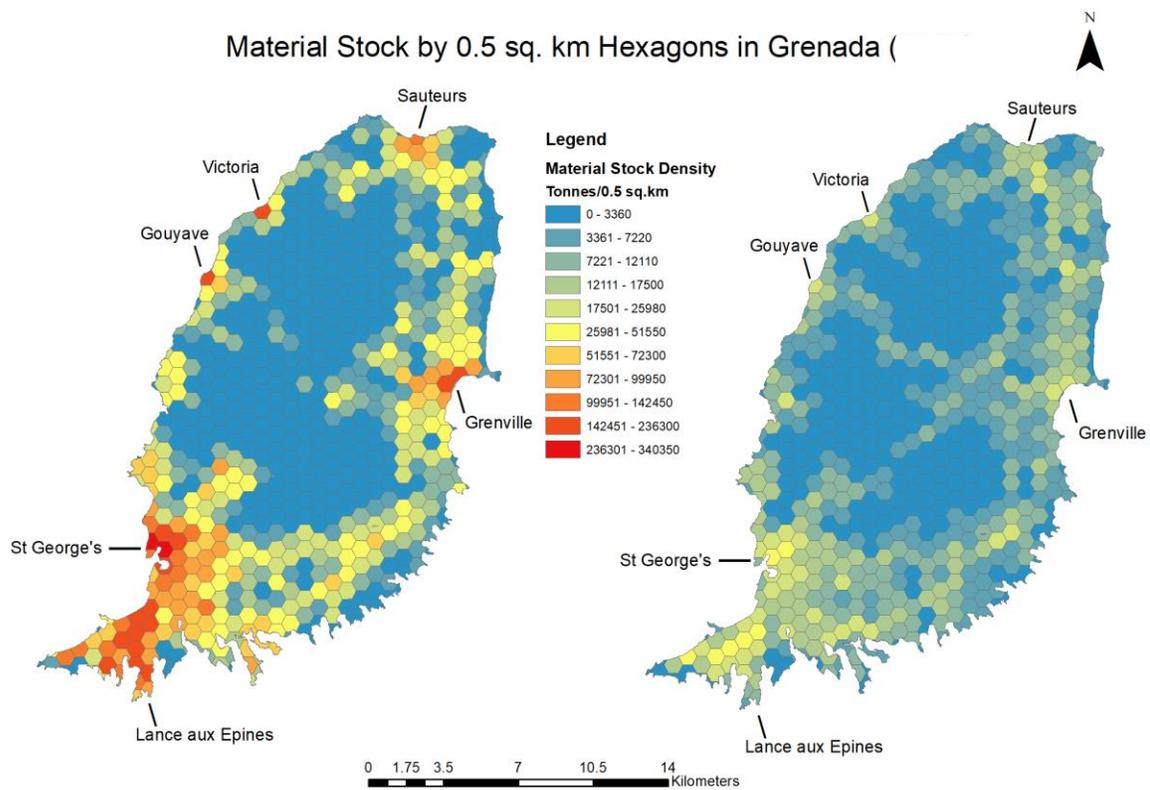 Material Stock by 0.5 sq. km Hexagons in Grenada (
N
Sauteurs
Victoria
Gouyave
St George's
Lance aux Epines
Grenville
Legend
Material Stock Density
Tonnes/0.5 sq.km
0 - 3360
3361 - 7220
7221 - 12110
12111 - 17500
17501 - 25980
25981 - 51550
51551 - 72300
72301 - 99950
99951 - 142450
142451 - 236300
236301 - 340350
Sauteurs
Victoria
Gouyave
Grenville
St George's
Lance aux Epines
0 1.75 3.5 7 10.5 14
Kilometers